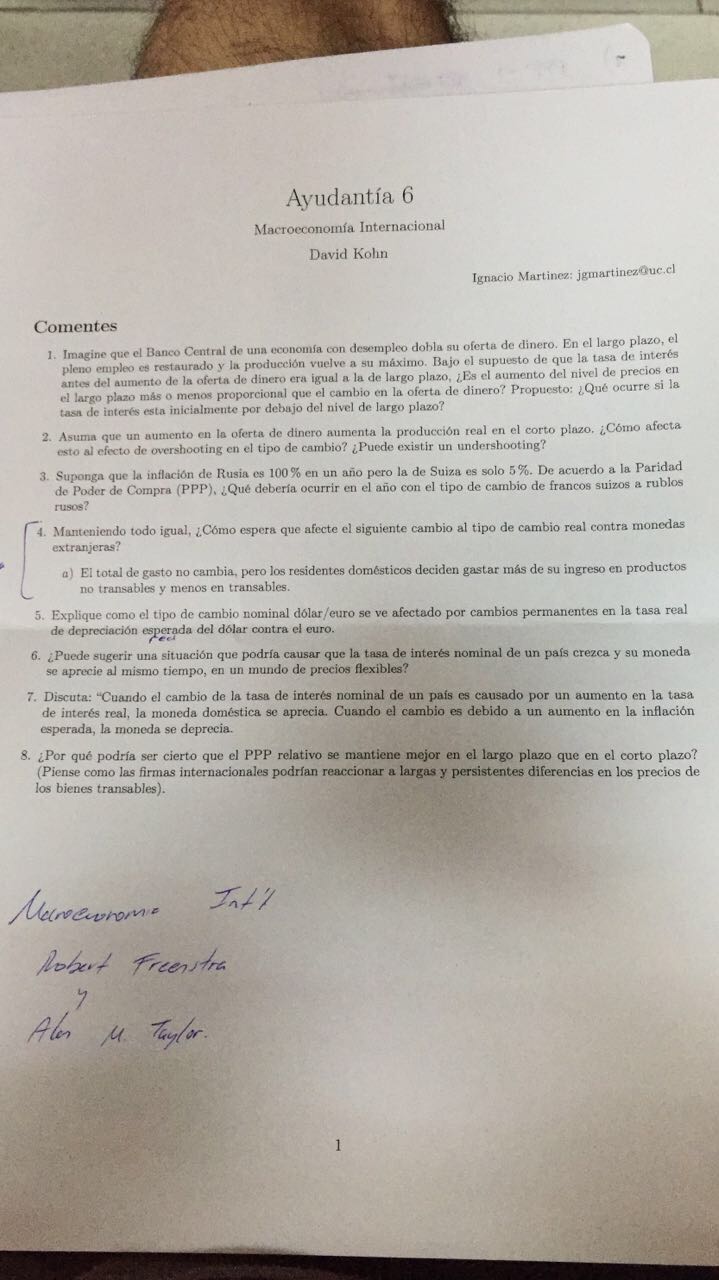 Ayudantía 6
Macroeconomía Internacional
David Kohn
Ignacio Martinez: jgmartinez@uc.cl
Comentes
1. Imagine que el Banco Central de una economía con desempleo dobla su oferta de dinero. En el largo plazo, el
pleno empleo es restaurado y la producción vuelve a su máximo. Bajo el supuesto de que la tasa de interés
antes del aumento de la oferta de dinero era igual a la de largo plazo, ¿Es el aumento del nivel de precios en
el largo plazo más o menos proporcional que el cambio en la oferta de dinero? Propuesto: ¿Qué ocurre si la
tasa de interés esta inicialmente por debajo del nivel de largo plazo?
2. Asuma que un aumento en la oferta de dinero aumenta la producción real en el corto plazo. ¿Cómo afecta
esto al efecto de overshooting en el tipo de cambio? ¿Puede existir un undershooting?
3. Suponga que la inflación de Rusia es 100 % en un año pero la de Suiza es solo 5 %. De acuerdo a la Paridad
de Poder de Compra (PPP), ¿Qué debería ocurrir en el año con el tipo de cambio de francos suizos a rublos
rusos?
4. Manteniendo todo igual, ¿Cómo espera que afecte el siguiente cambio al tipo de cambio real contra monedas
extranjeras?
a) El total de gasto no cambia, pero los residentes domésticos deciden gastar más de su ingreso en productos
no transables y menos en transables.
5. Explique como el tipo de cambio nominal dólar/euro se ve afectado por cambios permanentes en la tasa real
de depreciación esperada del dólar contra el euro.
6. ¿Puede sugerir una situación que podría causar que la tasa de interés nominal de un país crezca y su moneda
se aprecie al mismo tiempo, en un mundo de precios flexibles?
7. Discuta: “Cuando el cambio de la tasa de interés nominal de un país es causado por un aumento en la tasa
de interés real, la moneda doméstica se aprecia. Cuando el cambio es debido a un aumento en la inflación
esperada, la moneda se deprecia.
8. ¿Por qué podría ser cierto que el PPP relativo se mantiene mejor en el largo plazo que en el corto plazo?
(Piense como las firmas internacionales podrían reaccionar a largas y persistentes diferencias en los precios de
los bienes transables).
Macroeconomia Int'l
Robert Freenstra
y
Alan M. Taylor.
1